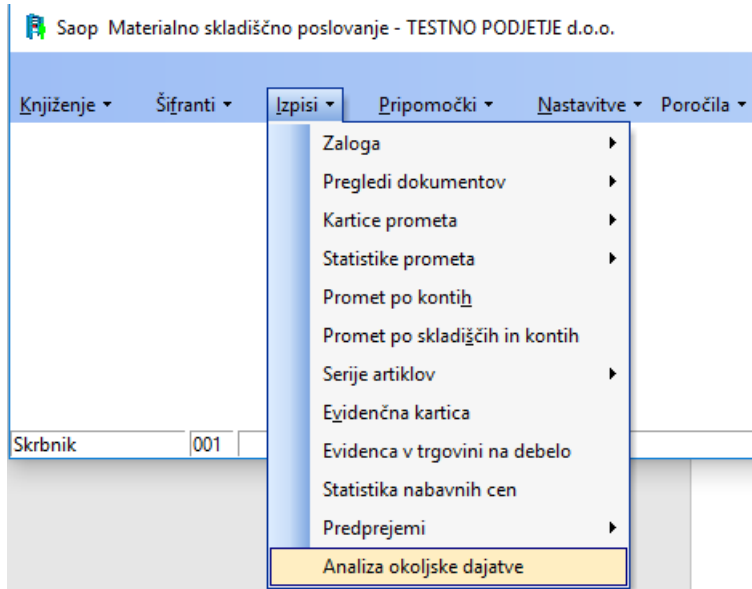 Saop Materialno skladiščno poslovanje - TESTNO PODJETJE d.o.o.
Knjiženje Šifranti Izpisi Pripomočki Nastavitve Poročila
Zaloga
Pregledi dokumentov
Kartice prometa
Statistike prometa
Promet po kontih
Promet po skladiščih in kontih
Serije artiklov
Evidenčna kartica
Skrbnik 001
Evidenca v trgovini na debelo
Statistika nabavnih cen
Predprejemi
Analiza okoljske dajatve